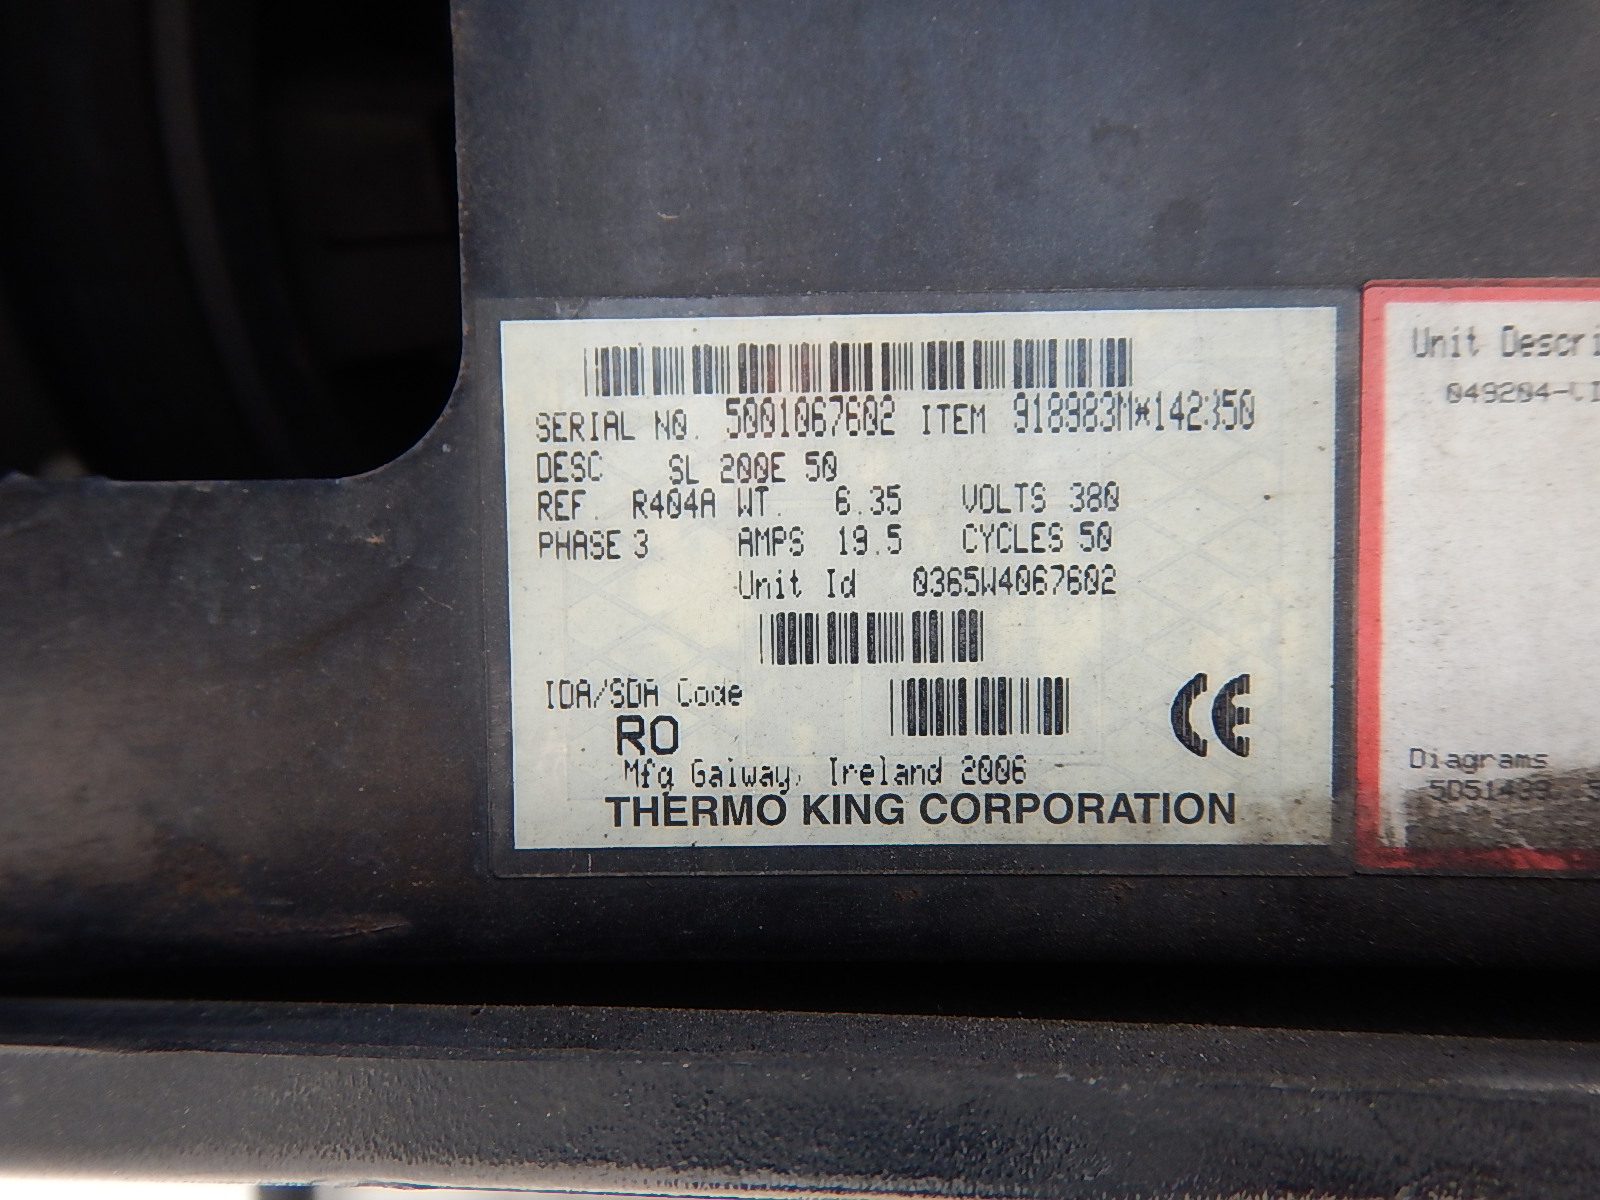 SERIAL NO. 5001067602 ITEM 918983M*142350
DESC SL 200E 50
REF. R404A WT. 6.35 VOLTS 380
PHASE 3 AMPS 19.5 CYCLES 50
Unit Id 0365W4067602
IDA/SDA Code
RO
CE
Mfg Galway, Ireland 2006
THERMO KING CORPORATION
Unit Descri
Diagrams